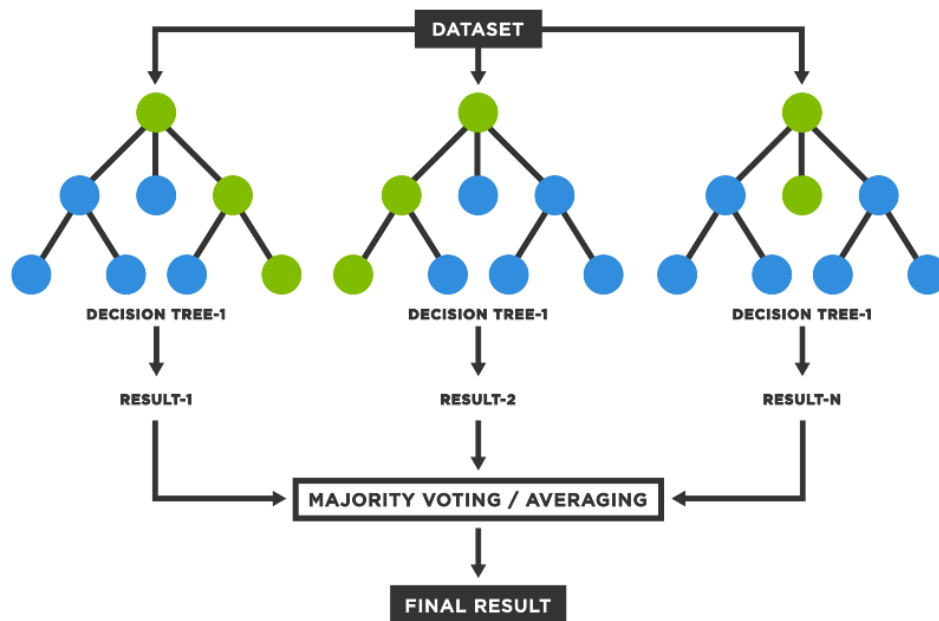 DATASET
DECISION TREE-1
DECISION TREE-1
DECISION TREE-1
RESULT-1
RESULT-2
RESULT-N
MAJORITY VOTING / AVERAGING
FINAL RESULT